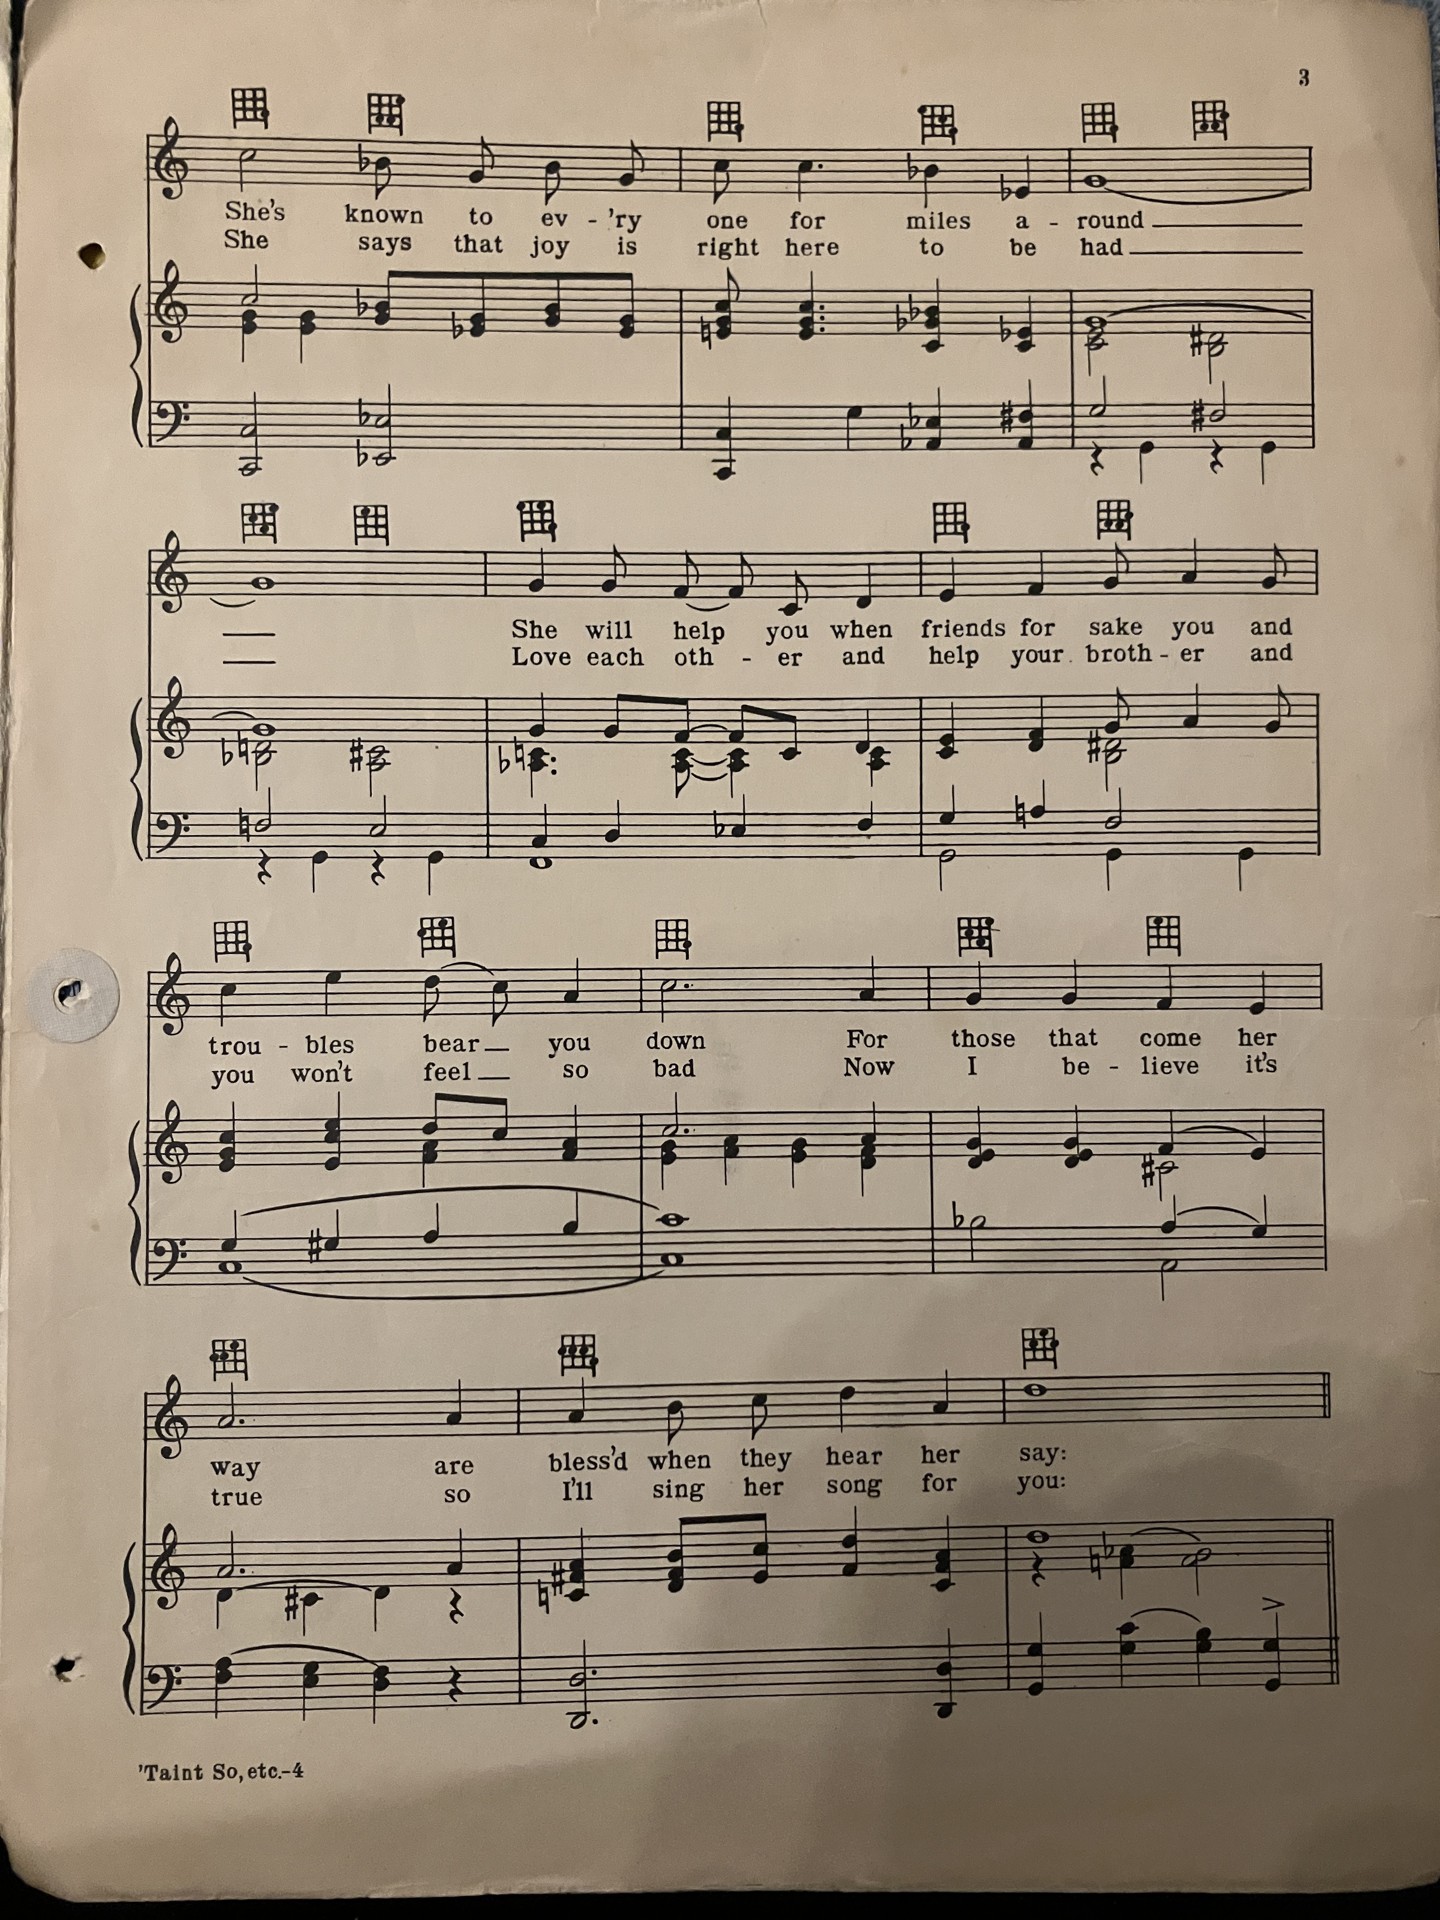 3
She's known to ev - 'ry one for miles a - round
She says that joy is right here to be had
She will help you when friends for sake you and
Love each oth - er and help your broth - er and
trou - bles bear you down For those that come her
you won't feel so bad Now I be - lieve it's
way are bless'd when they hear her say:
true so I'll sing her song for you:
'Taint So, etc.-4